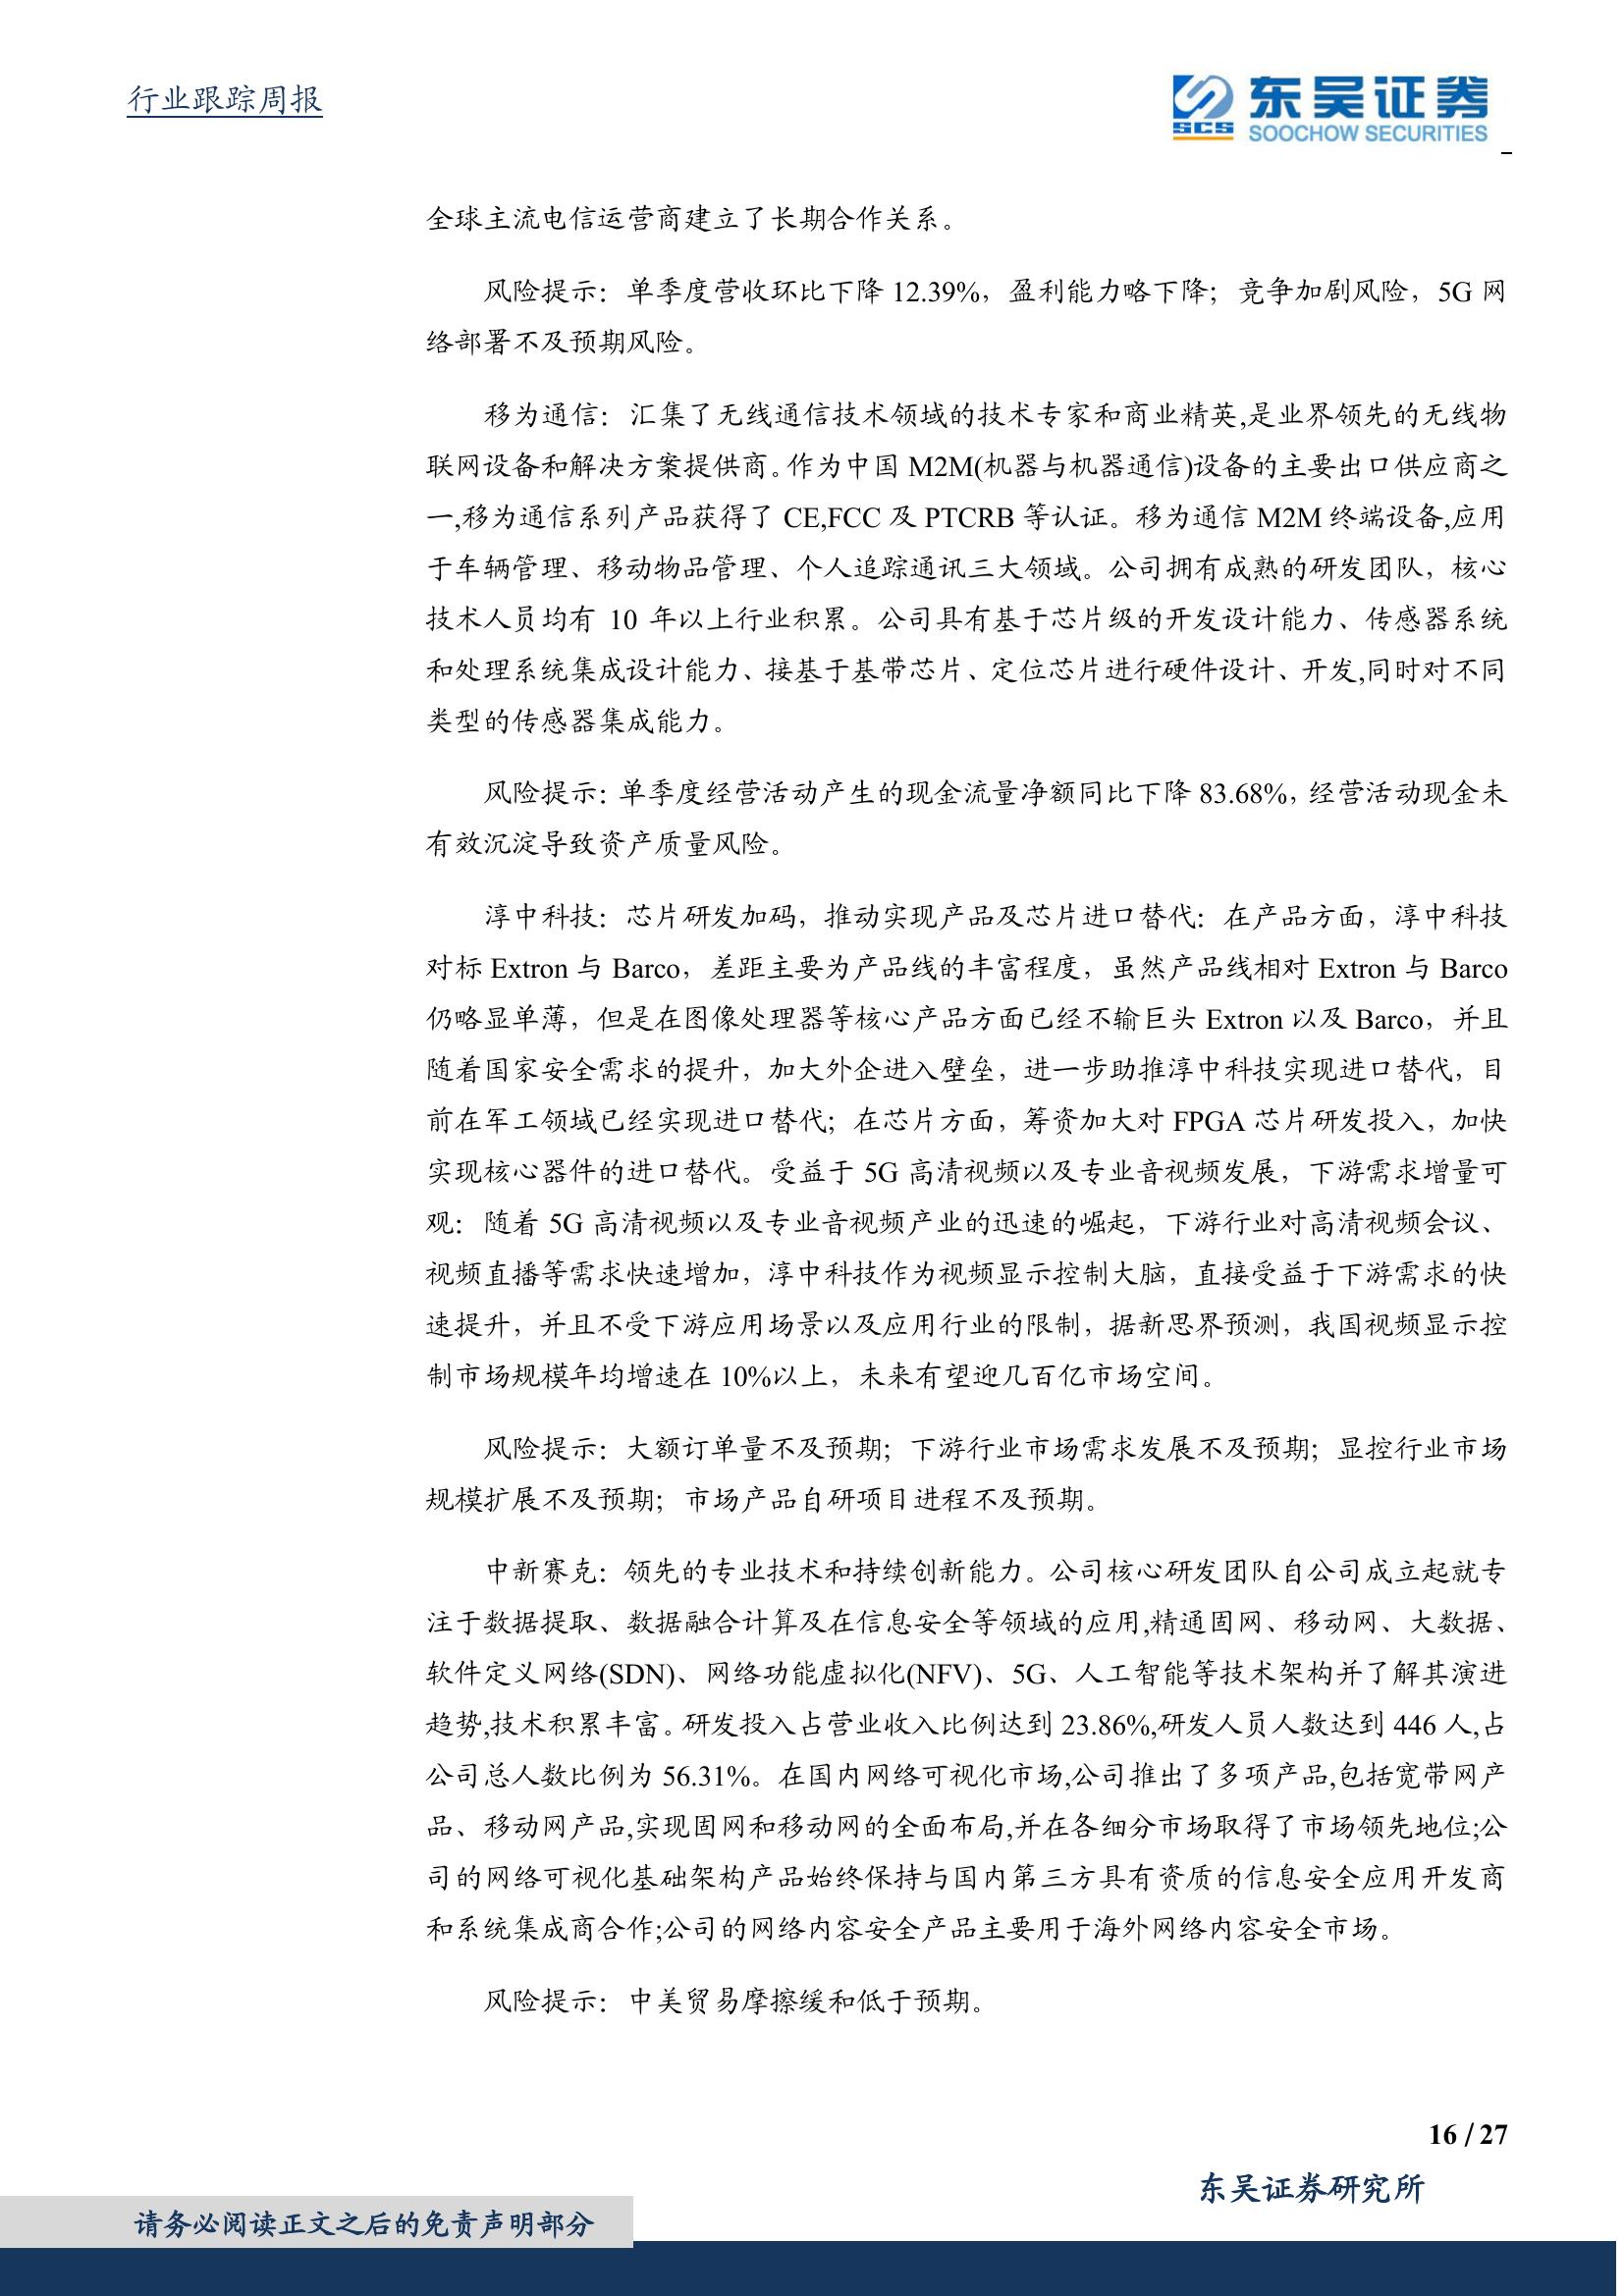 行业跟踪周报
SCS
东吴证券
SOOCHOW SECURITIES
全球主流电信运营商建立了长期合作关系。
风险提示：单季度营收环比下降 12.39%，盈利能力略下降；竞争加剧风险，5G 网
络部署不及预期风险。
移为通信：汇集了无线通信技术领域的技术专家和商业精英,是业界领先的无线物
联网设备和解决方案提供商。作为中国 M2M(机器与机器通信)设备的主要出口供应商之
一,移为通信系列产品获得了 CE,FCC 及 PTCRB 等认证。移为通信 M2M 终端设备,应用
于车辆管理、移动物品管理、个人追踪通讯三大领域。公司拥有成熟的研发团队，核心
技术人员均有 10 年以上行业积累。公司具有基于芯片级的开发设计能力、传感器系统
和处理系统集成设计能力、接基于基带芯片、定位芯片进行硬件设计、开发,同时对不同
类型的传感器集成能力。
风险提示：单季度经营活动产生的现金流量净额同比下降 83.68%，经营活动现金未
有效沉淀导致资产质量风险。
淳中科技：芯片研发加码，推动实现产品及芯片进口替代：在产品方面，淳中科技
对标 Extron 与 Barco，差距主要为产品线的丰富程度，虽然产品线相对 Extron 与 Barco
仍略显单薄，但是在图像处理器等核心产品方面已经不输巨头 Extron 以及 Barco，并且
随着国家安全需求的提升，加大外企进入壁垒，进一步助推淳中科技实现进口替代，目
前在军工领域已经实现进口替代；在芯片方面，筹资加大对 FPGA 芯片研发投入，加快
实现核心器件的进口替代。受益于 5G 高清视频以及专业音视频发展，下游需求增量可
观：随着 5G 高清视频以及专业音视频产业的迅速的崛起，下游行业对高清视频会议、
视频直播等需求快速增加，淳中科技作为视频显示控制大脑，直接受益于下游需求的快
速提升，并且不受下游应用场景以及应用行业的限制，据新思界预测，我国视频显示控
制市场规模年均增速在 10%以上，未来有望迎几百亿市场空间。
风险提示：大额订单量不及预期；下游行业市场需求发展不及预期；显控行业市场
规模扩展不及预期；市场产品自研项目进程不及预期。
中新赛克：领先的专业技术和持续创新能力。公司核心研发团队自公司成立起就专
注于数据提取、数据融合计算及在信息安全等领域的应用,精通固网、移动网、大数据、
软件定义网络(SDN)、网络功能虚拟化(NFV)、5G、人工智能等技术架构并了解其演进
趋势,技术积累丰富。研发投入占营业收入比例达到 23.86%,研发人员人数达到 446 人,占
公司总人数比例为 56.31%。在国内网络可视化市场,公司推出了多项产品,包括宽带网产
品、移动网产品,实现固网和移动网的全面布局,并在各细分市场取得了市场领先地位;公
司的网络可视化基础架构产品始终保持与国内第三方具有资质的信息安全应用开发商
和系统集成商合作;公司的网络内容安全产品主要用于海外网络内容安全市场。
风险提示：中美贸易摩擦缓和低于预期。
16 / 27
东吴证券研究所
请务必阅读正文之后的免责声明部分